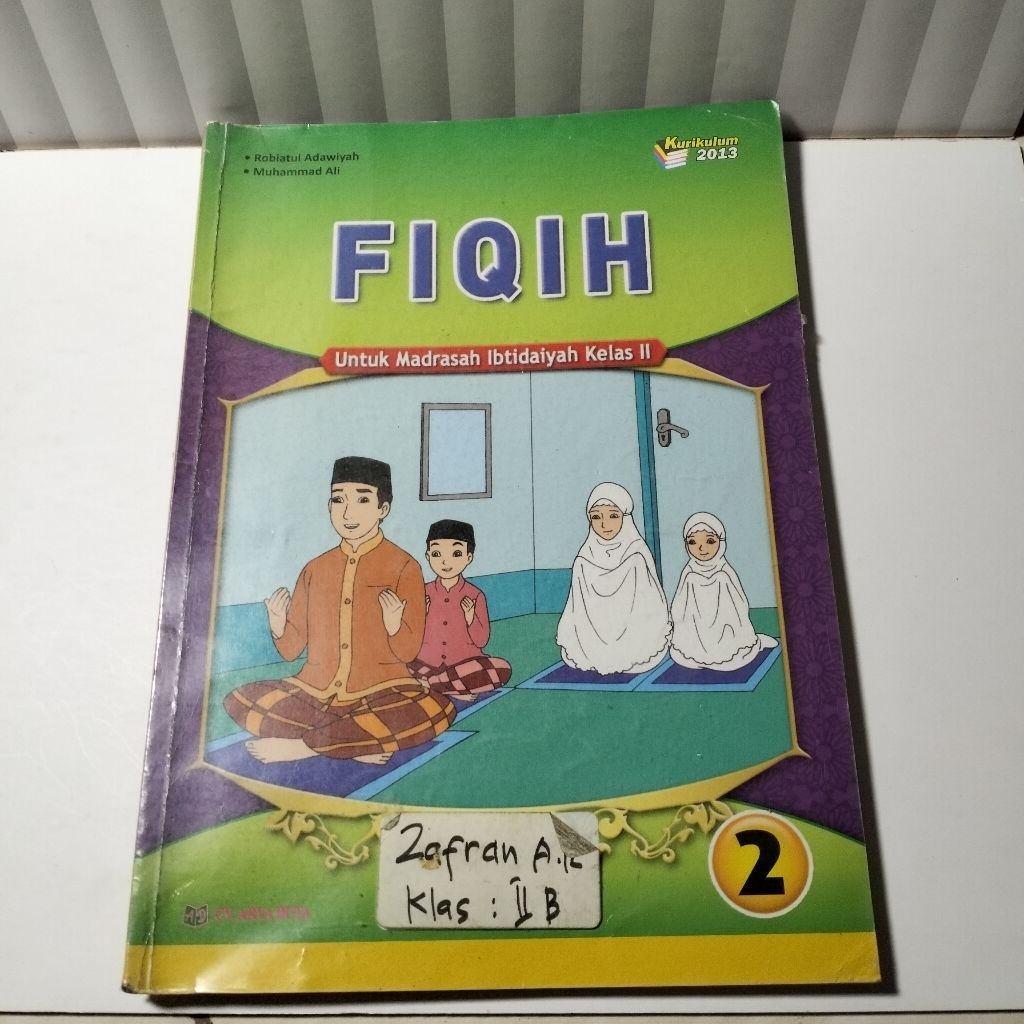 • Robiatul Adawiyah
• Muhammad Ali
Kurikulum
2013
FIQIH
Untuk Madrasah Ibtidaiyah Kelas II
Zafran A.
Klas : II B
2